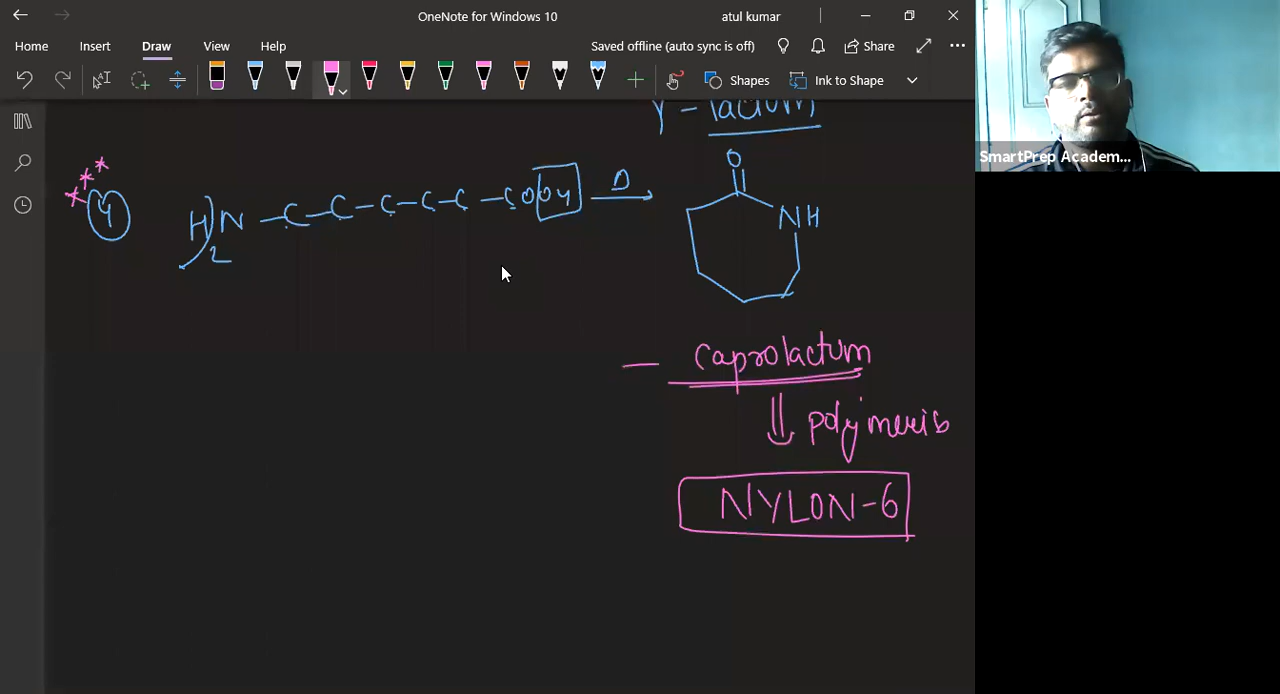 OneNote for Windows 10
atul kumar
Home Insert Draw View Help
Saved offline (auto sync is off)
Share
Shapes
Ink to Shape
SmartPrep Academ...
γ - lactum
4
H)N - C - C - C - C - C - COOH Δ
2
O
NH
- Caprolactum
⇓ polymeris
NYLON-6